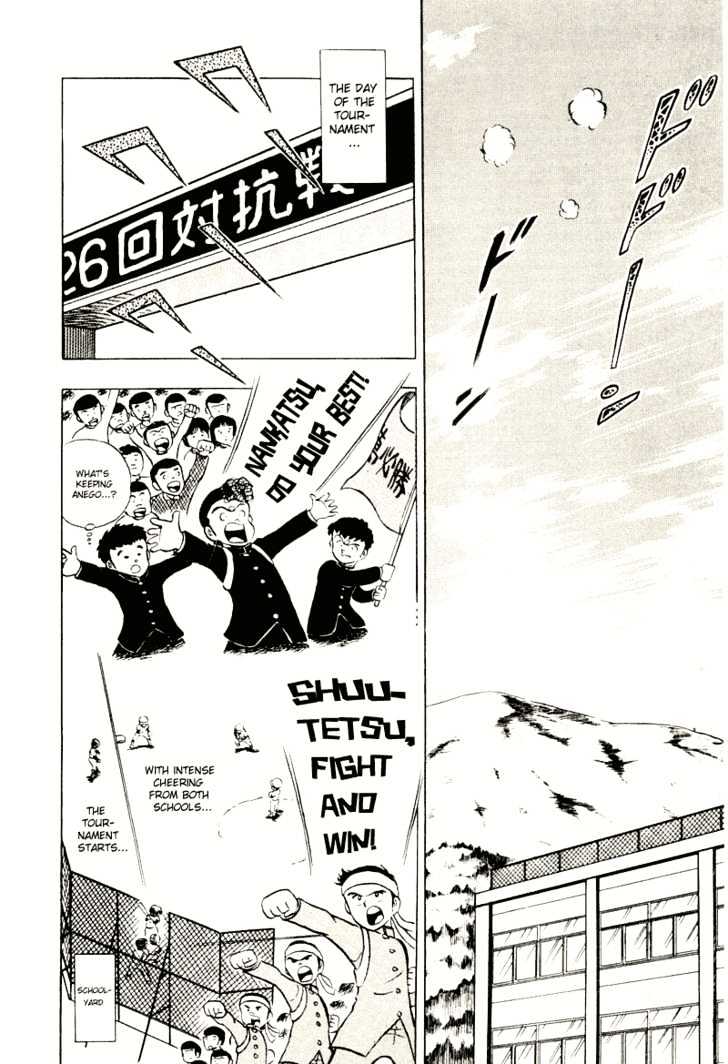 ドドーン
ドーン
THE DAY
OF THE
TOUR-
NAMENT
...
26回対抗戦
NANKATSU,
DO YOUR BEST!
必勝
WHAT'S
KEEPING
ANEGO...?
SHUU-
TETSU,
FIGHT
AND
WIN!
WITH INTENSE
CHEERING
FROM BOTH
SCHOOLS...
THE
TOUR-
NAMENT
STARTS...
SCHOOL-
YARD